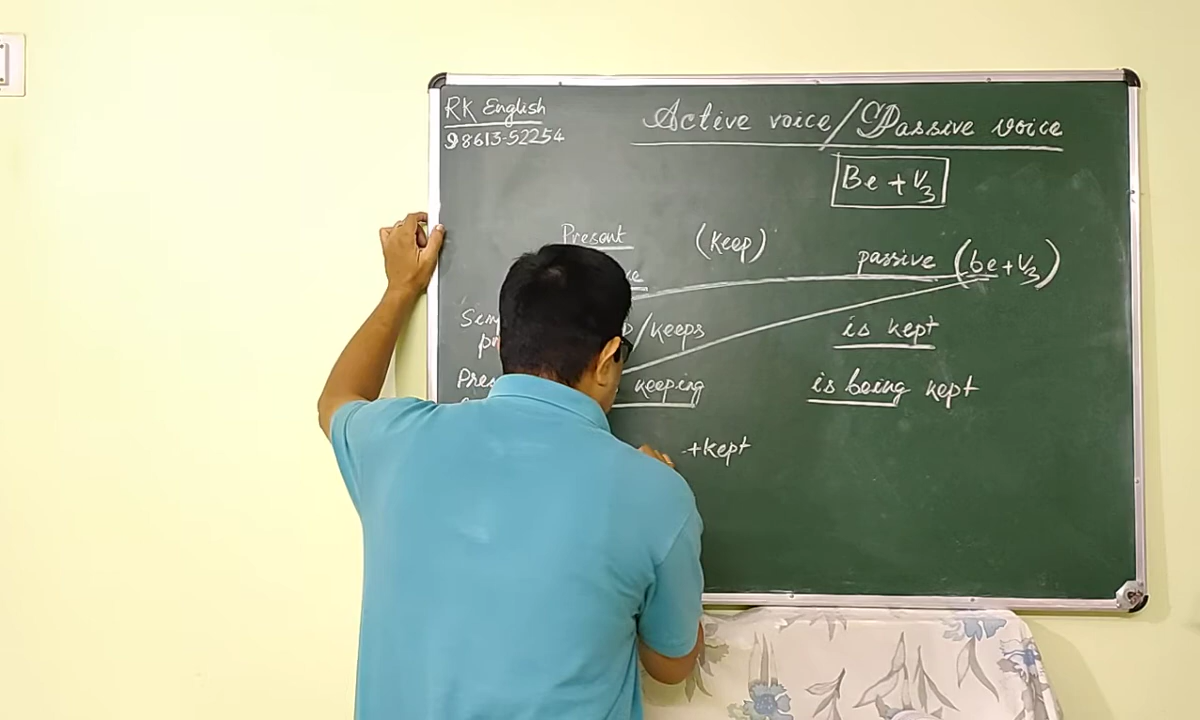 RK English
98613-52254
Active voice/Passive voice
Be + V3
Present (Keep)
passive (be+V3)
/keeps is kept
keeping is being kept
+kept